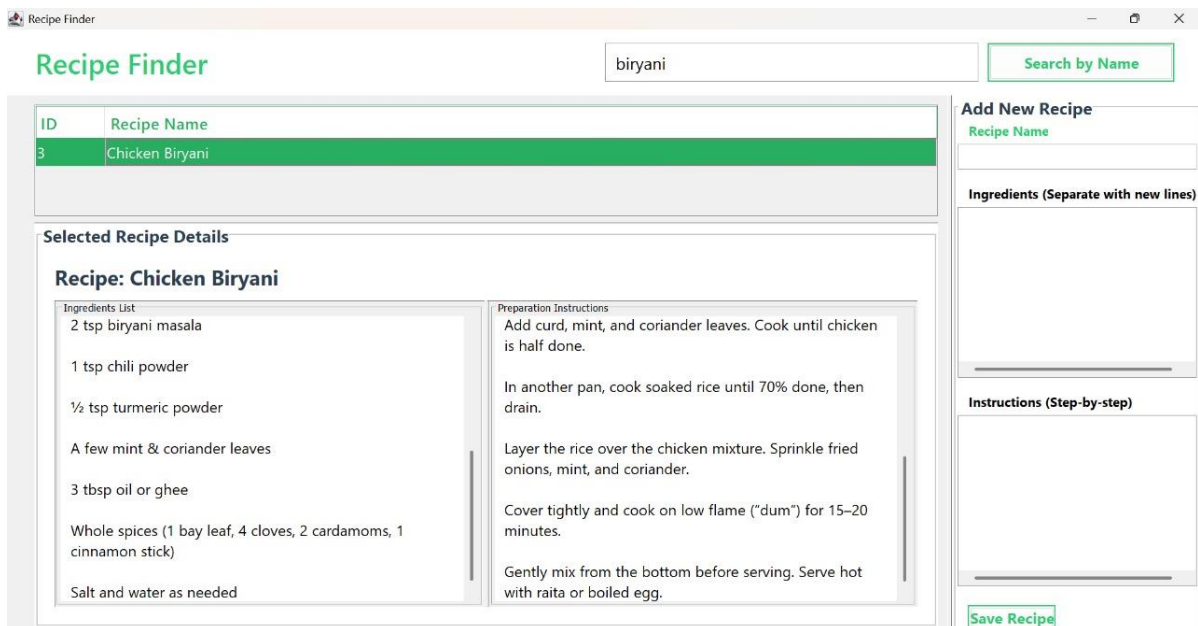 Recipe Finder
Recipe Finder
biryani
Search by Name
ID Recipe Name
3 Chicken Biryani
Selected Recipe Details
Recipe: Chicken Biryani
Ingredients List
2 tsp biryani masala
1 tsp chili powder
½ tsp turmeric powder
A few mint & coriander leaves
3 tbsp oil or ghee
Whole spices (1 bay leaf, 4 cloves, 2 cardamoms, 1
cinnamon stick)
Salt and water as needed
Preparation Instructions
Add curd, mint, and coriander leaves. Cook until chicken
is half done.
In another pan, cook soaked rice until 70% done, then
drain.
Layer the rice over the chicken mixture. Sprinkle fried
onions, mint, and coriander.
Cover tightly and cook on low flame (“dum”) for 15–20
minutes.
Gently mix from the bottom before serving. Serve hot
with raita or boiled egg.
Add New Recipe
Recipe Name
Ingredients (Separate with new lines)
Instructions (Step-by-step)
Save Recipe